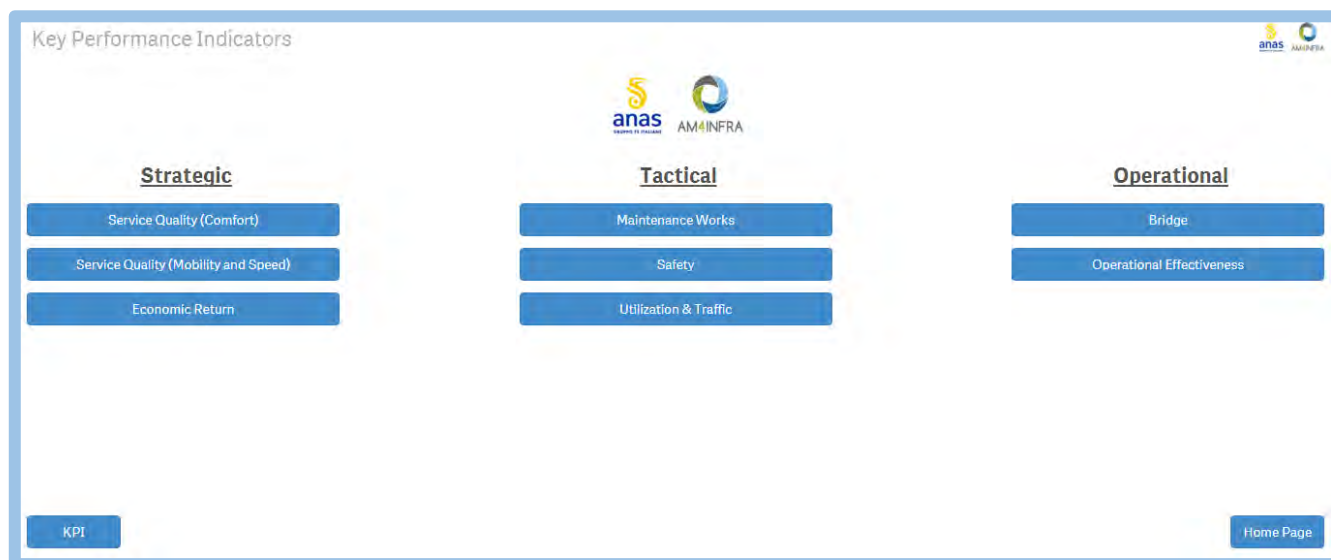 Key Performance Indicators
anas
AM4INFRA
anas
AM4INFRA
Strategic
Tactical
Operational
Service Quality (Comfort)
Maintenance Works
Bridge
Service Quality (Mobility and Speed)
Safety
Operational Effectiveness
Economic Return
Utilization & Traffic
KPI
Home Page